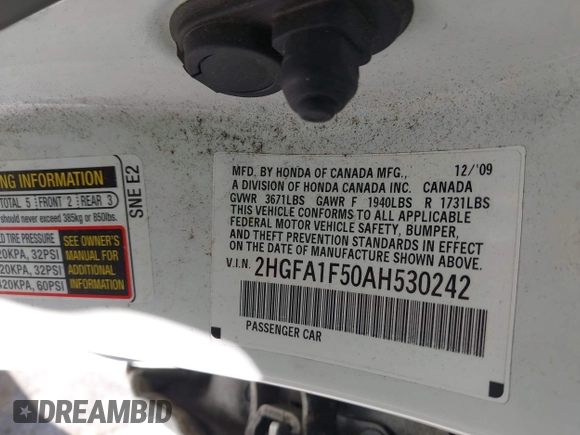 NG INFORMATION
TOTAL 5 FRONT 2 REAR 3
should never exceed 385kg or 850lbs.
D TIRE PRESSURE
20KPA, 32PSI
20KPA, 32PSI
420KPA, 60PSI
SEE OWNER'S
MANUAL FOR
ADDITIONAL
INFORMATION
SNE E2
MFD. BY HONDA OF CANADA MFG., 12/'09
A DIVISION OF HONDA CANADA INC. CANADA
GVWR 3671LBS GAWR F 1940LBS R 1731LBS
THIS VEHICLE CONFORMS TO ALL APPLICABLE
FEDERAL MOTOR VEHICLE SAFETY, BUMPER,
AND THEFT PREVENTION STANDARDS IN EFFECT
ON THE DATE OF MANUFACTURE SHOWN ABOVE.
V.I.N. 2HGFA1F50AH530242
PASSENGER CAR
DREAMBID